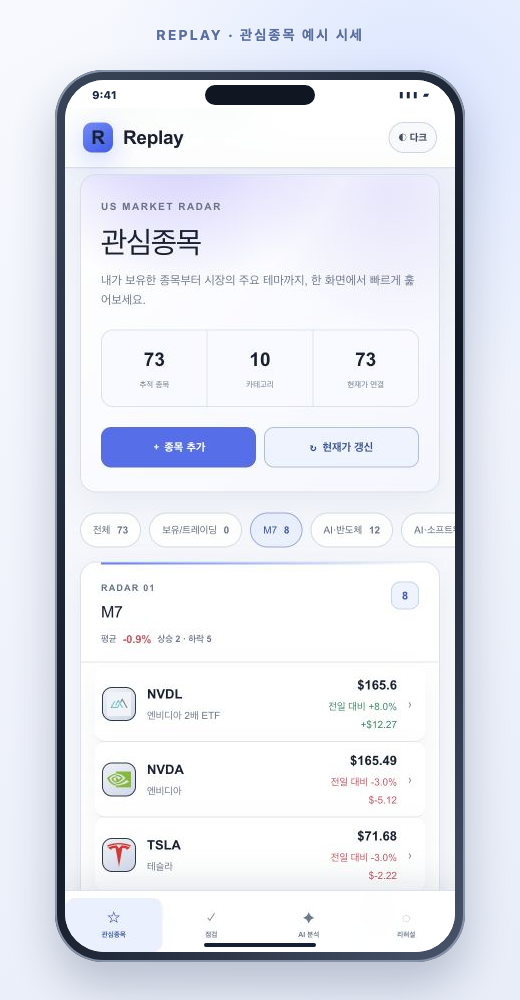 REPLAY · 관심종목 예시 시세
9:41
R Replay
◐ 다크
US MARKET RADAR
관심종목
내가 보유한 종목부터 시장의 주요 테마까지, 한 화면에서 빠르게 훑
어보세요.
73 10 73
추적 종목 카테고리 현재가 연결
+ 종목 추가 ↻ 현재가 갱신
전체 73 보유/트레이딩 0 M7 8 AI·반도체 12 AI·소프트
RADAR 01
M7
8
평균 -0.9% 상승 2 · 하락 5
NVDL
엔비디아 2배 ETF
$165.6
전일 대비 +8.0%
+$12.27
NVDA
엔비디아
$165.49
전일 대비 -3.0%
$-5.12
TSLA
테슬라
$71.68
전일 대비 -3.0%
$-2.22
관심종목 점검 AI 분석 리허설